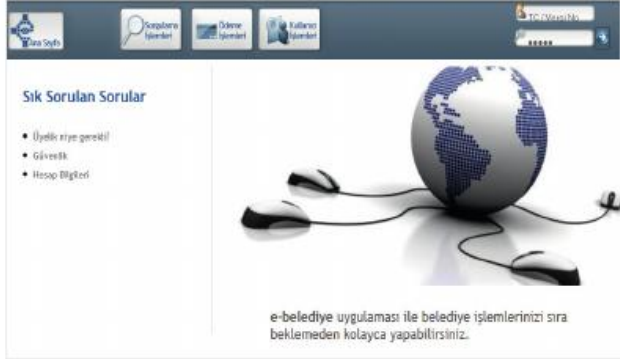 Ana Sayfa
Sorgulama
İşlemleri
Ödeme
İşlemleri
Kullanıcı
İşlemleri
TC / Vergi No
Sık Sorulan Sorular
Üyelik niye gerekli?
Güvenlik
Hesap Bilgileri
e-belediye uygulaması ile belediye işlemlerinizi sıra
beklemeden kolayca yapabilirsiniz.